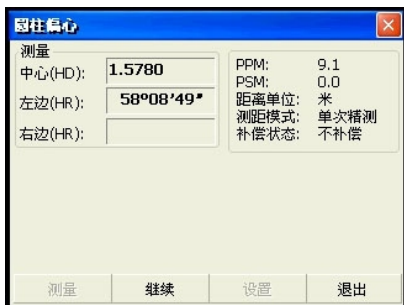 圆柱偏心
测量
中心(HD): 1.5780
左边(HR): 58º08'49"
右边(HR):
PPM: 9.1
PSM: 0.0
距离单位: 米
测距模式: 单次精测
补偿状态: 不补偿
测量 继续 设置 退出